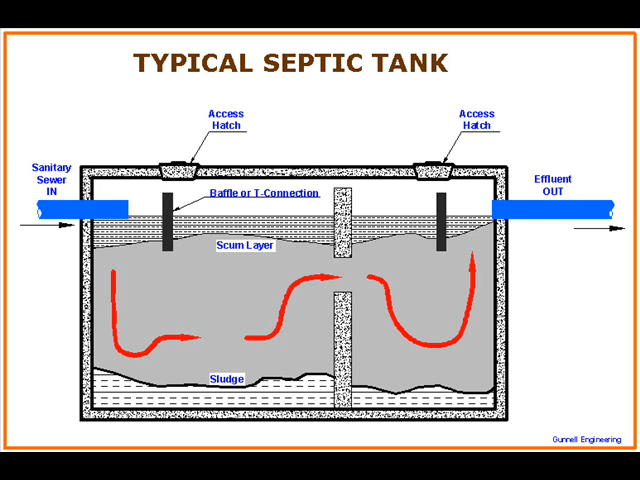 TYPICAL SEPTIC TANK
Access
Hatch
Access
Hatch
Sanitary
Sewer
IN
Baffle or T-Connection
Effluent
OUT
Scum Layer
Sludge
Gunnell Engineering